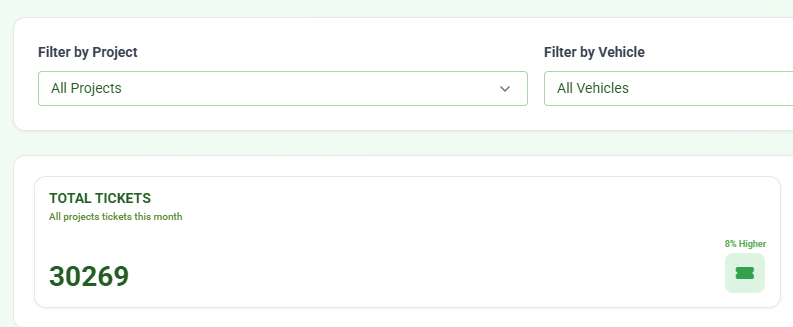 Filter by Project
Filter by Vehicle
All Projects
All Vehicles
TOTAL TICKETS
All projects tickets this month
8% Higher
30269